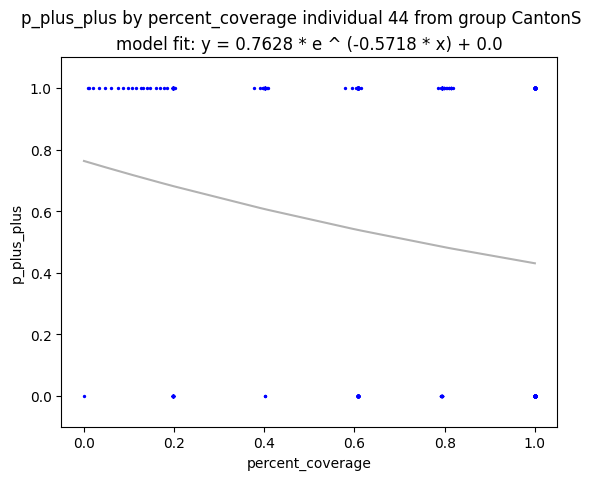 p_plus_plus by percent_coverage individual 44 from group CantonS
model fit: y = 0.7628 * e ^ (-0.5718 * x) + 0.0
1.0
0.8
0.6
0.4
0.2
0.0
p_plus_plus
0.0 0.2 0.4 0.6 0.8 1.0
percent_coverage